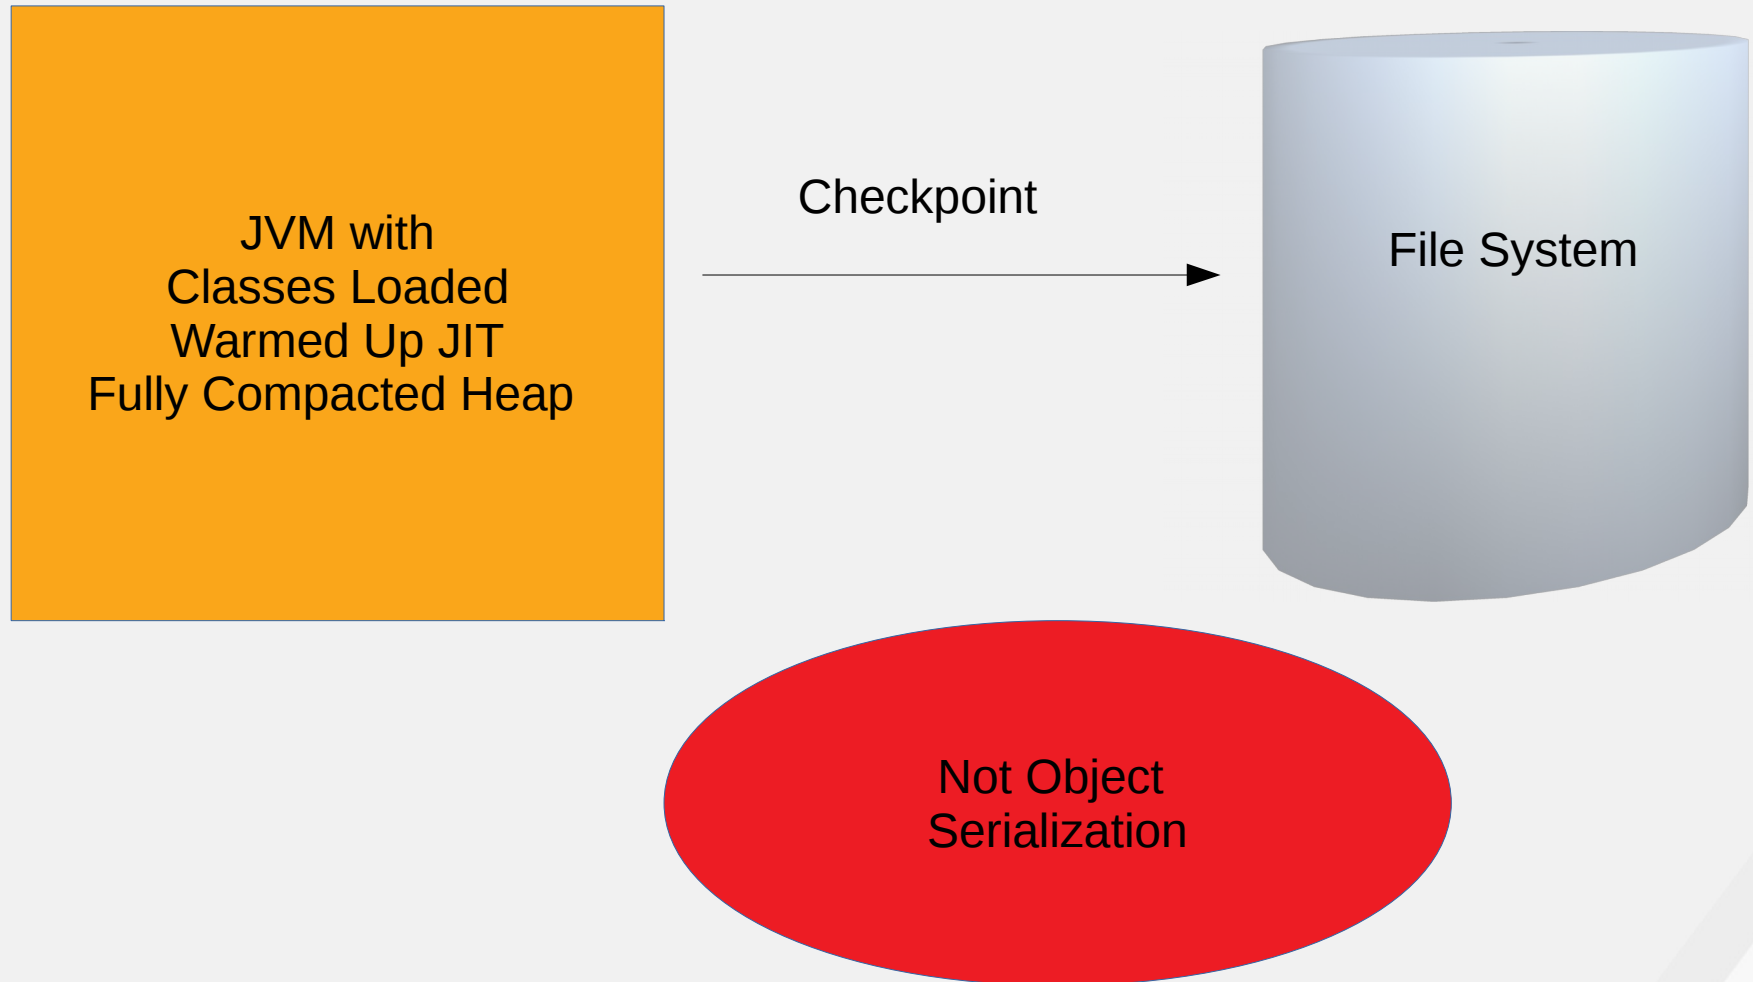 JVM with
Classes Loaded
Warmed Up JIT
Fully Compacted Heap
Checkpoint
File System
Not Object
Serialization